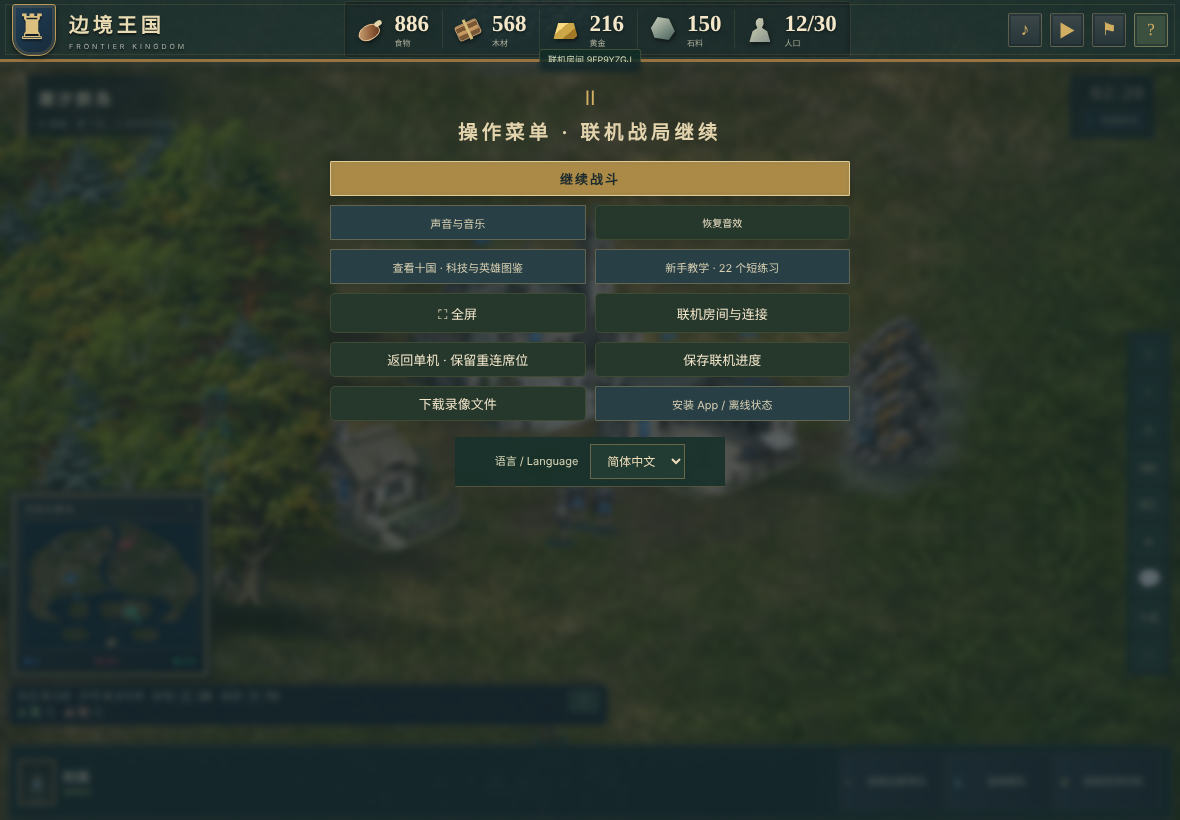 边境王国
FRONTIER KINGDOM
886
食物
568
木材
216
黄金
150
石料
12/30
人口
♪
▶
⚑
?
联机房间 9FP9YZGJ
操作菜单 · 联机战局继续
继续战斗
声音与音乐
恢复音效
查看十国 · 科技与英雄图鉴
新手教学 · 22 个短练习
⛶ 全屏
联机房间与连接
返回单机 · 保留重连席位
保存联机进度
下载录像文件
安装 App / 离线状态
语言 / Language
简体中文